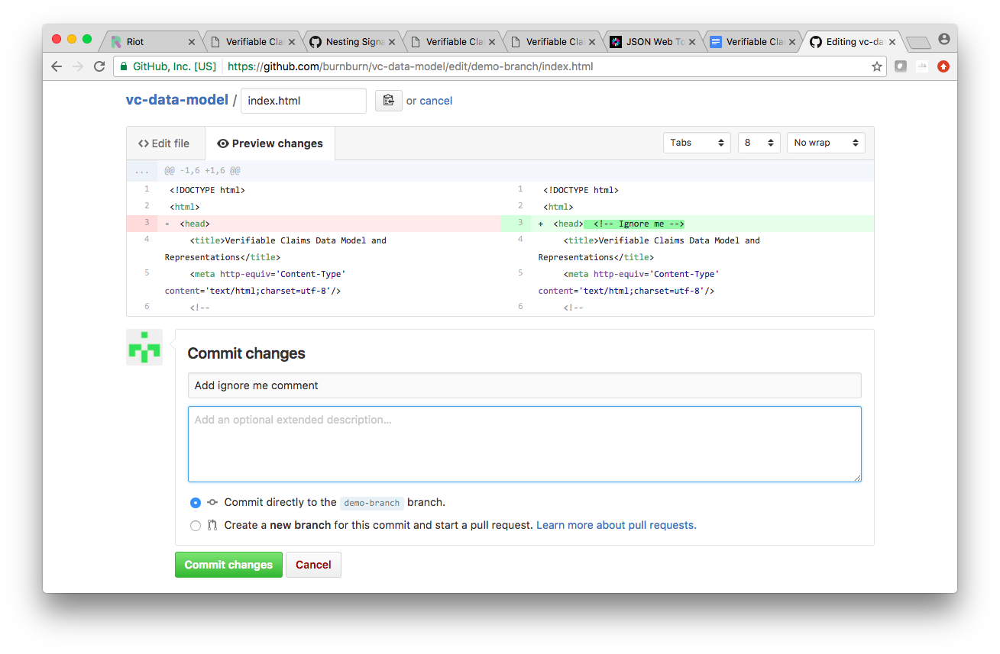 Riot
Verifiable Clai
Nesting Signa
Verifiable Cla
Verifiable Clai
JSON Web To
Verifiable Clai
Editing vc-dat
GitHub, Inc. [US] https://github.com/burnburn/vc-data-model/edit/demo-branch/index.html
vc-data-model / index.html or cancel
<> Edit file Preview changes Tabs 8 No wrap
... @@ -1,6 +1,6 @@
1 <!DOCTYPE html> 1 <!DOCTYPE html>
2 <html> 2 <html>
3 - <head> 3 + <head> <!-- Ignore me -->
4 <title>Verifiable Claims Data Model and 4 <title>Verifiable Claims Data Model and
Representations</title> Representations</title>
5 <meta http-equiv='Content-Type' 5 <meta http-equiv='Content-Type'
content='text/html;charset=utf-8'/> content='text/html;charset=utf-8'/>
6 <!-- 6 <!--
Commit changes
Add ignore me comment
Add an optional extended description...
Commit directly to the demo-branch branch.
Create a new branch for this commit and start a pull request. Learn more about pull requests.
Commit changes Cancel